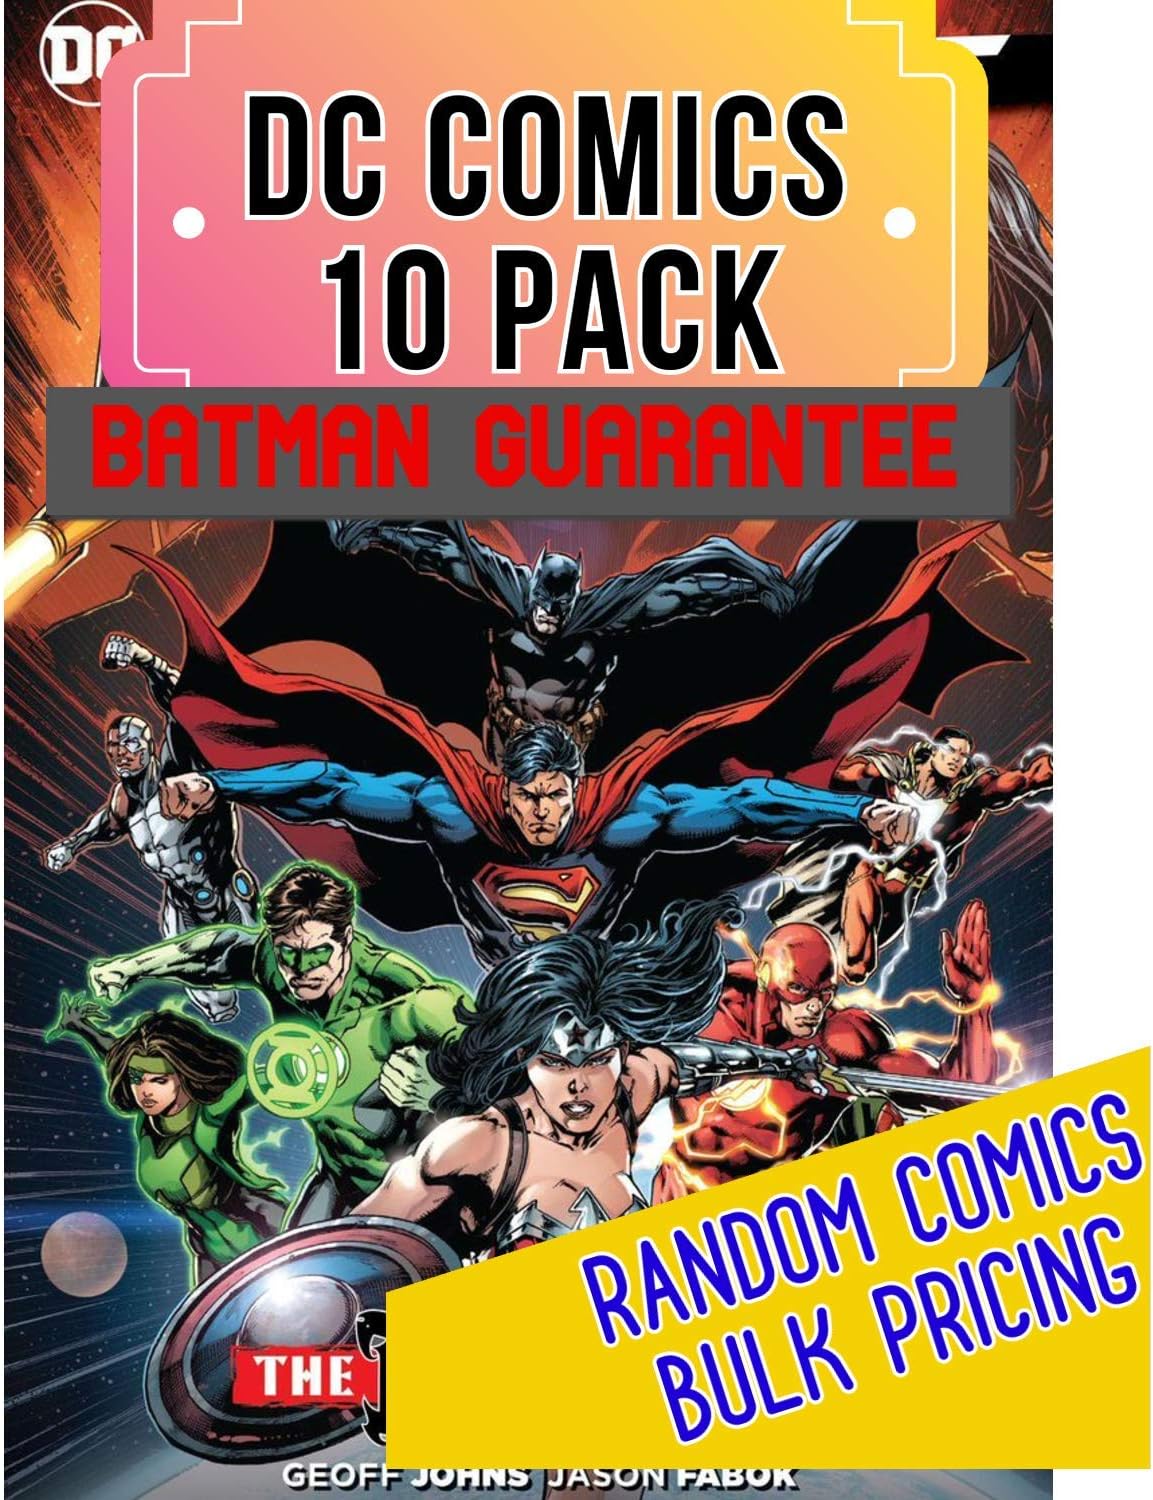 DC
DC COMICS
10 PACK
BATMAN GUARANTEE
RANDOM COMICS
BULK PRICING
THE
GEOFF JOHNS JASON FABOK